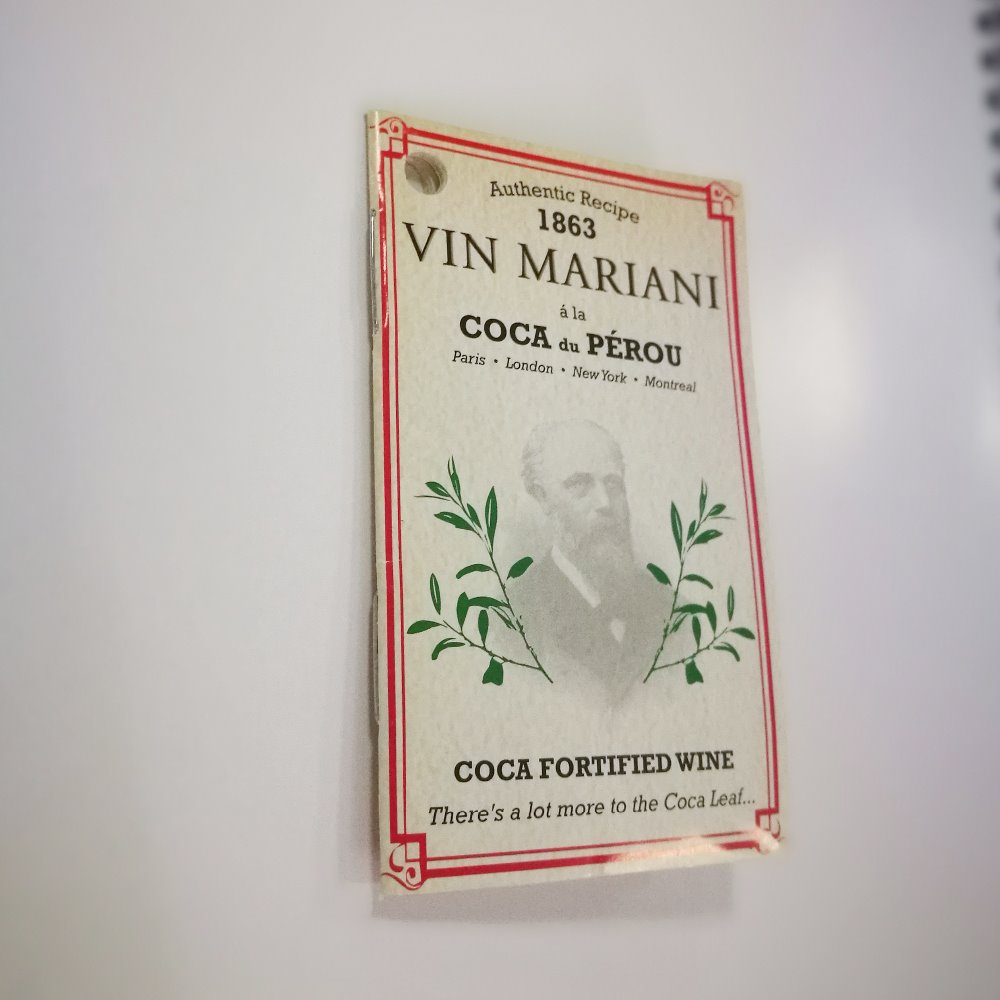 Authentic Recipe
1863
VIN MARIANI
á la
COCA du PÉROU
Paris • London • New York • Montreal
COCA FORTIFIED WINE
There's a lot more to the Coca Leaf...